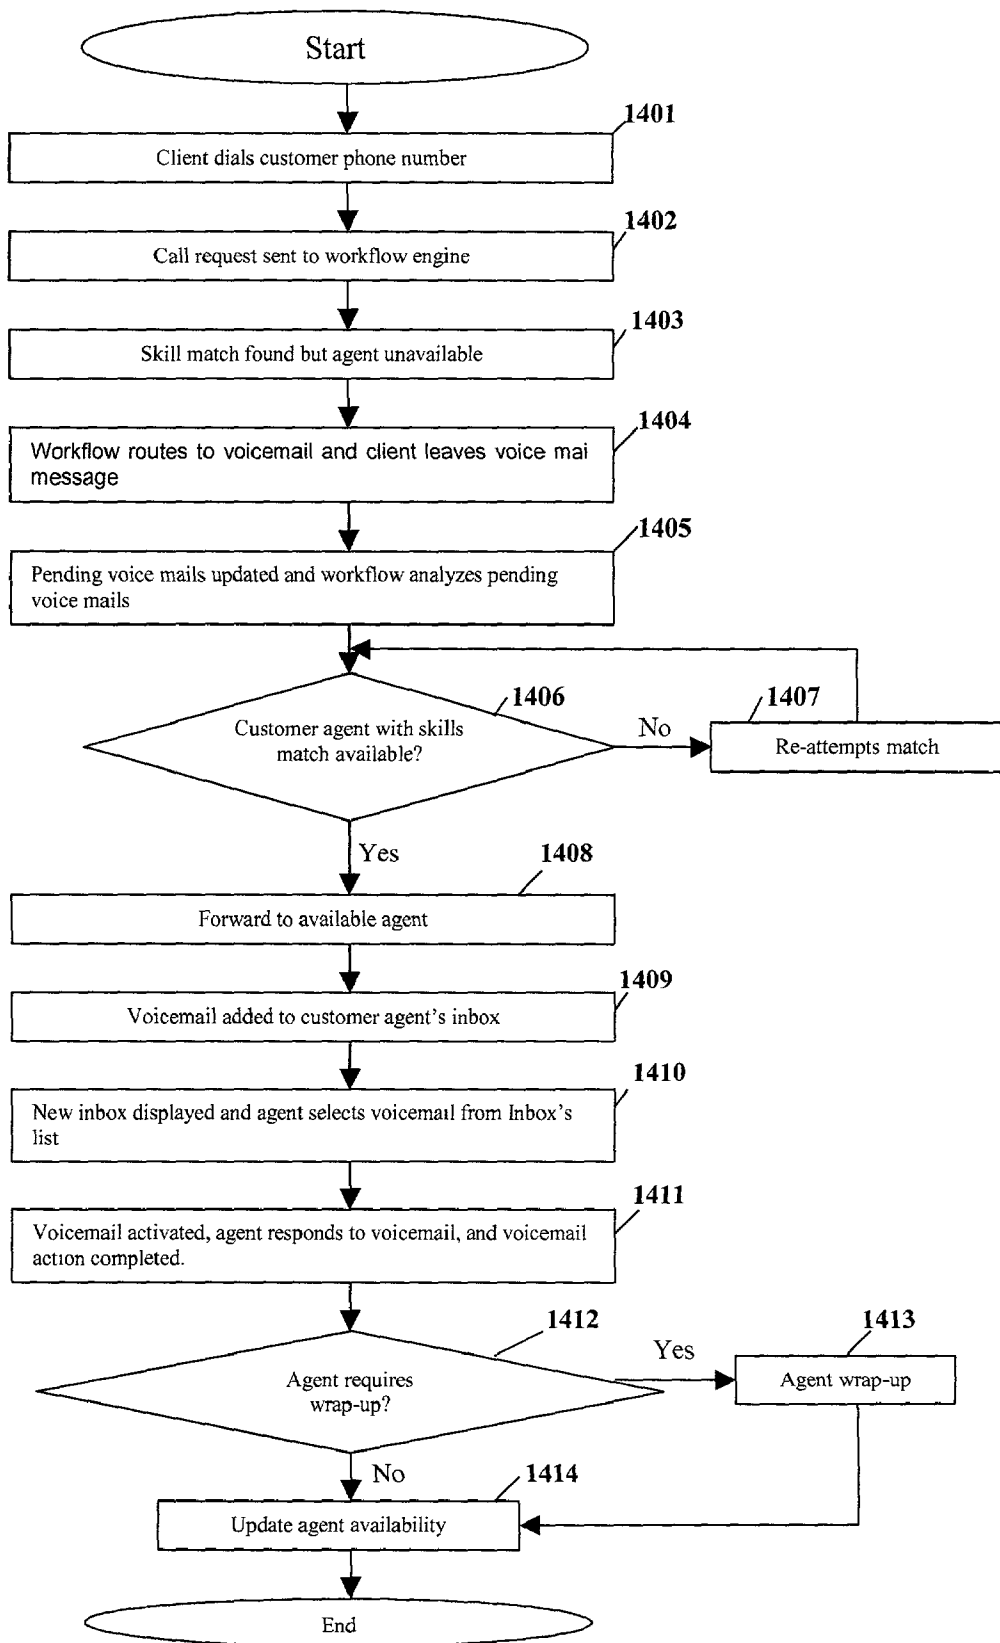 Start
1401
Client dials customer phone number
1402
Call request sent to workflow engine
1403
Skill match found but agent unavailable
1404
Workflow routes to voicemail and client leaves voice mai
message
1405
Pending voice mails updated and workflow analyzes pending
voice mails
1406
Customer agent with skills
match available?
No
1407
Re-attempts match
Yes
1408
Forward to available agent
1409
Voicemail added to customer agent's inbox
1410
New inbox displayed and agent selects voicemail from Inbox's
list
1411
Voicemail activated, agent responds to voicemail, and voicemail
action completed.
1412
Agent requires
wrap-up?
Yes
1413
Agent wrap-up
No
1414
Update agent availability
End